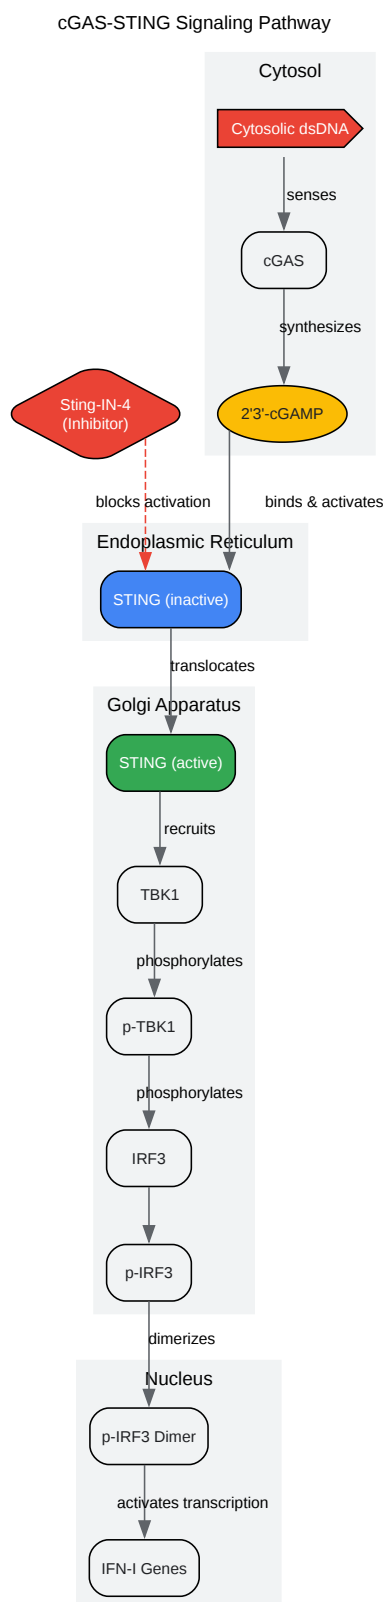 cGAS-STING Signaling Pathway
Cytosol
Cytosolic dsDNA
senses
cGAS
synthesizes
2'3'-cGAMP
Sting-IN-4
(Inhibitor)
blocks activation
binds & activates
Endoplasmic Reticulum
STING (inactive)
translocates
Golgi Apparatus
STING (active)
recruits
TBK1
phosphorylates
p-TBK1
phosphorylates
IRF3
p-IRF3
dimerizes
Nucleus
p-IRF3 Dimer
activates transcription
IFN-I Genes